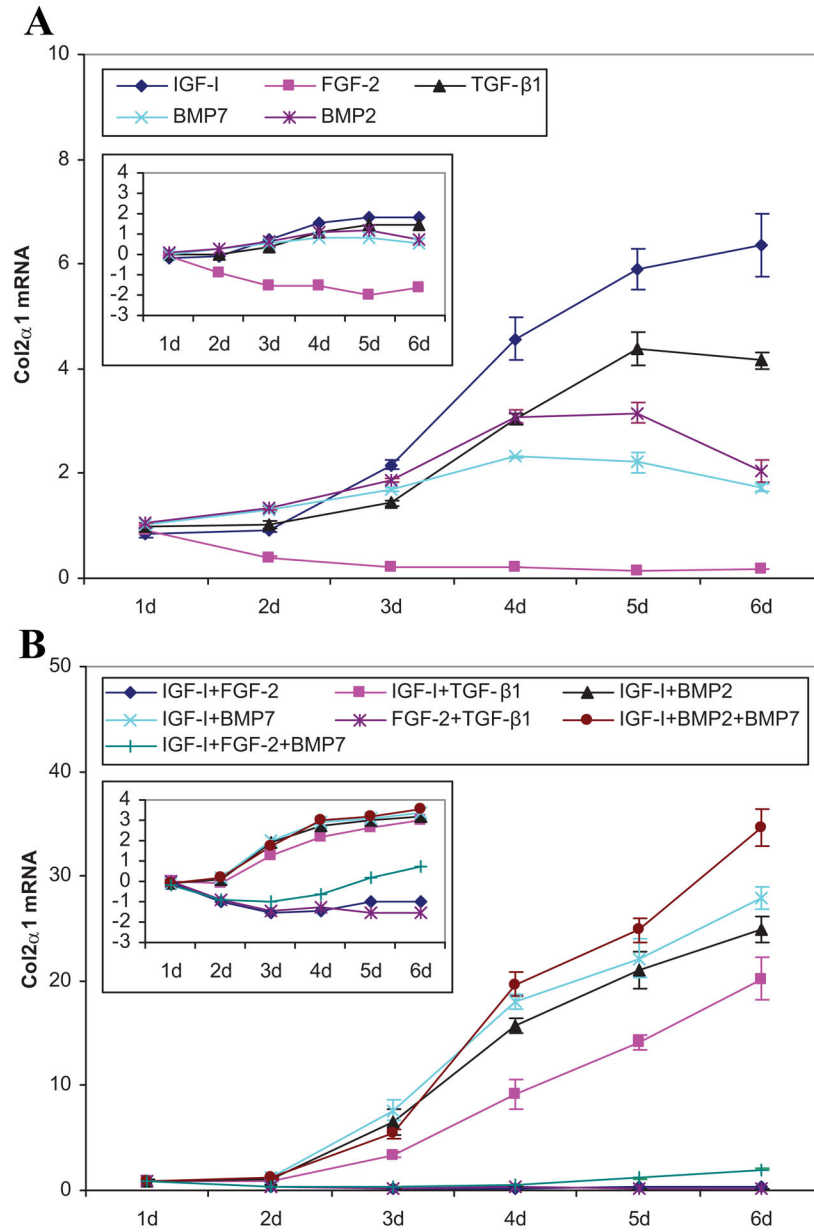 A
10
IGF-I FGF-2 TGF-β1
BMP7 BMP2
8
4
3
2
1
0
-1
-2
-3
1d 2d 3d 4d 5d 6d
6
4
2
0
Col2α1 mRNA
1d 2d 3d 4d 5d 6d
B
50
IGF-I+FGF-2 IGF-I+TGF-β1 IGF-I+BMP2
IGF-I+BMP7 FGF-2+TGF-β1 IGF-I+BMP2+BMP7
IGF-I+FGF-2+BMP7
40
4
3
2
1
0
-1
-2
-3
1d 2d 3d 4d 5d 6d
30
20
10
0
Col2α1 mRNA
1d 2d 3d 4d 5d 6d